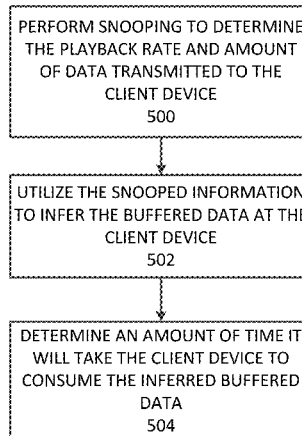 PERFORM SNOOPING TO DETERMINE
THE PLAYBACK RATE AND AMOUNT
OF DATA TRANSMITTED TO THE
CLIENT DEVICE
500
UTILIZE THE SNOOPED INFORMATION
TO INFER THE BUFFERED DATA AT THE
CLIENT DEVICE
502
DETERMINE AN AMOUNT OF TIME IT
WILL TAKE THE CLIENT DEVICE TO
CONSUME THE INFERRED BUFFERED
DATA
504